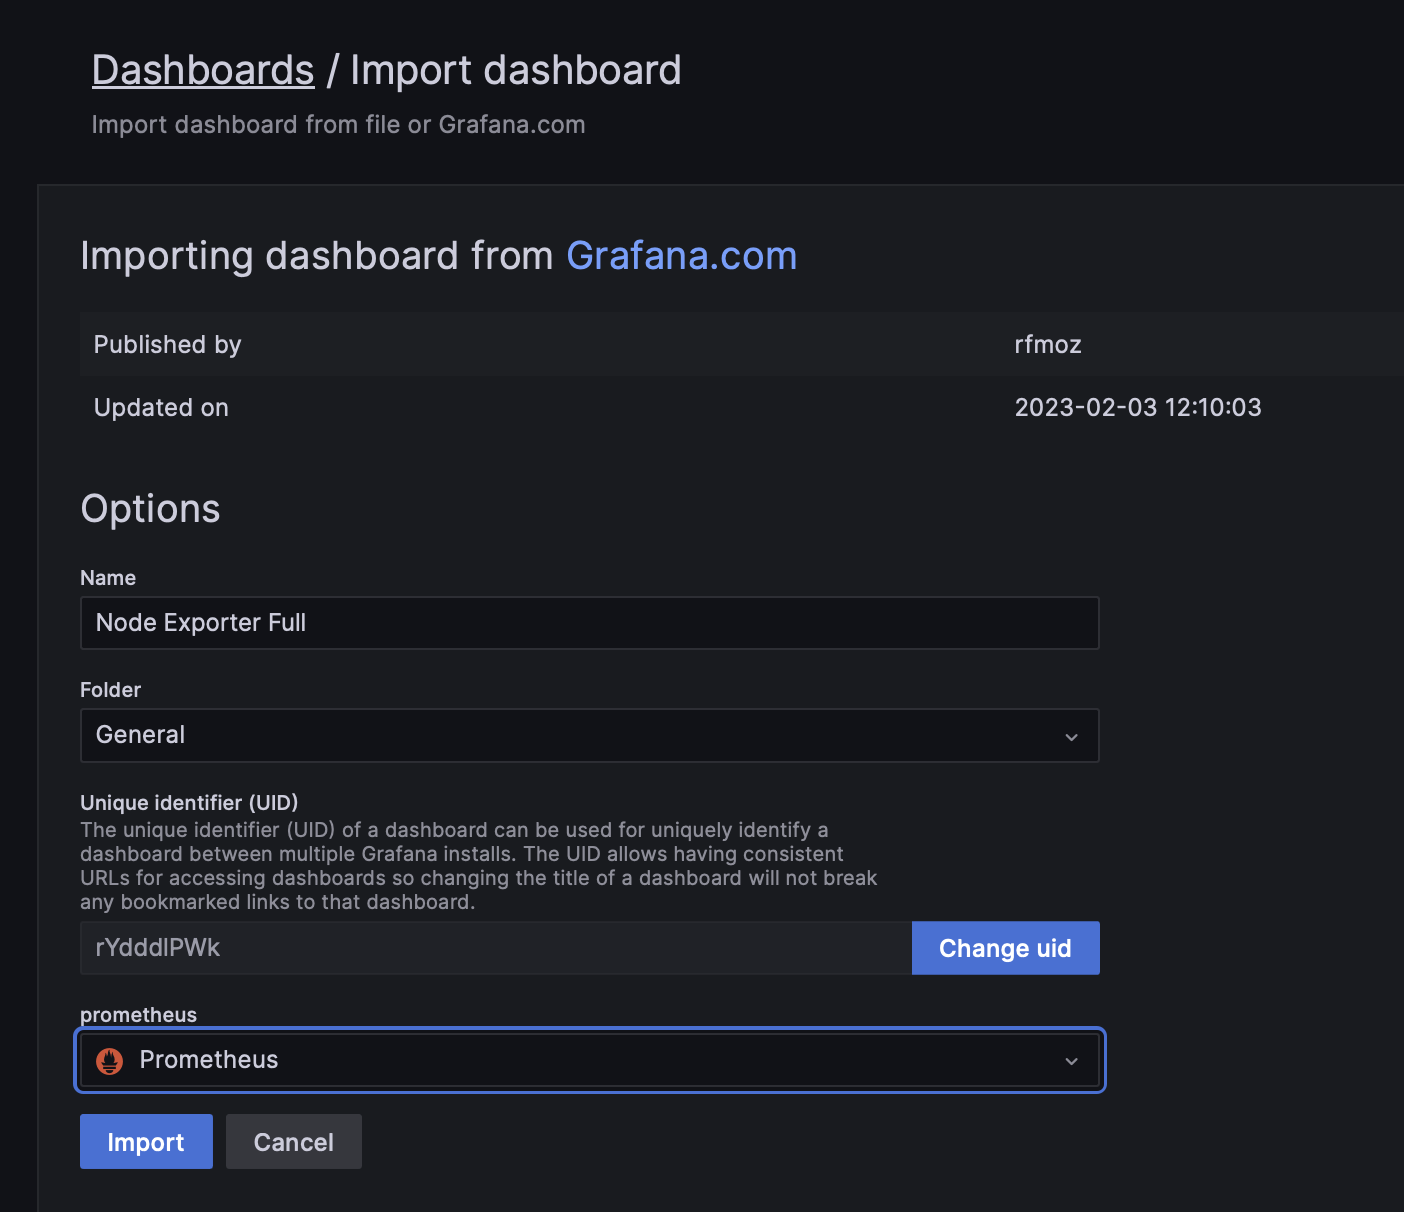 Dashboards / Import dashboard
Import dashboard from file or Grafana.com
Importing dashboard from Grafana.com
Published by rfmoz
Updated on 2023-02-03 12:10:03
Options
Name
Node Exporter Full
Folder
General
Unique identifier (UID)
The unique identifier (UID) of a dashboard can be used for uniquely identify a
dashboard between multiple Grafana installs. The UID allows having consistent
URLs for accessing dashboards so changing the title of a dashboard will not break
any bookmarked links to that dashboard.
rYdddlPWk Change uid
prometheus
Prometheus
Import Cancel